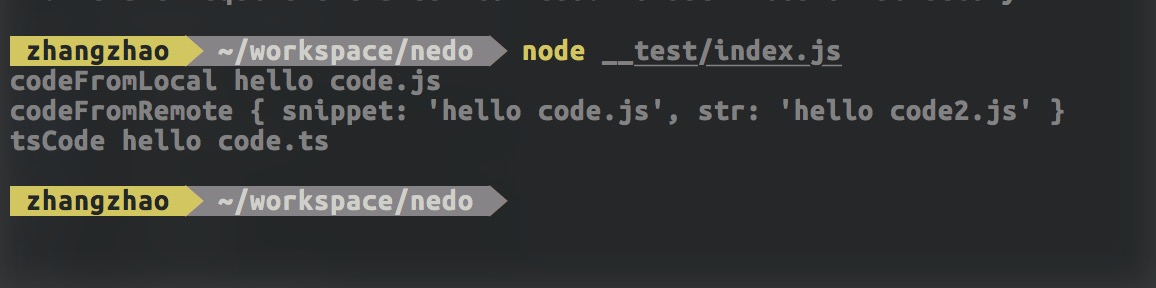 zhangzhao ~/workspace/nedo node __test/index.js
codeFromLocal hello code.js
codeFromRemote { snippet: 'hello code.js', str: 'hello code2.js' }
tsCode hello code.ts
zhangzhao ~/workspace/nedo